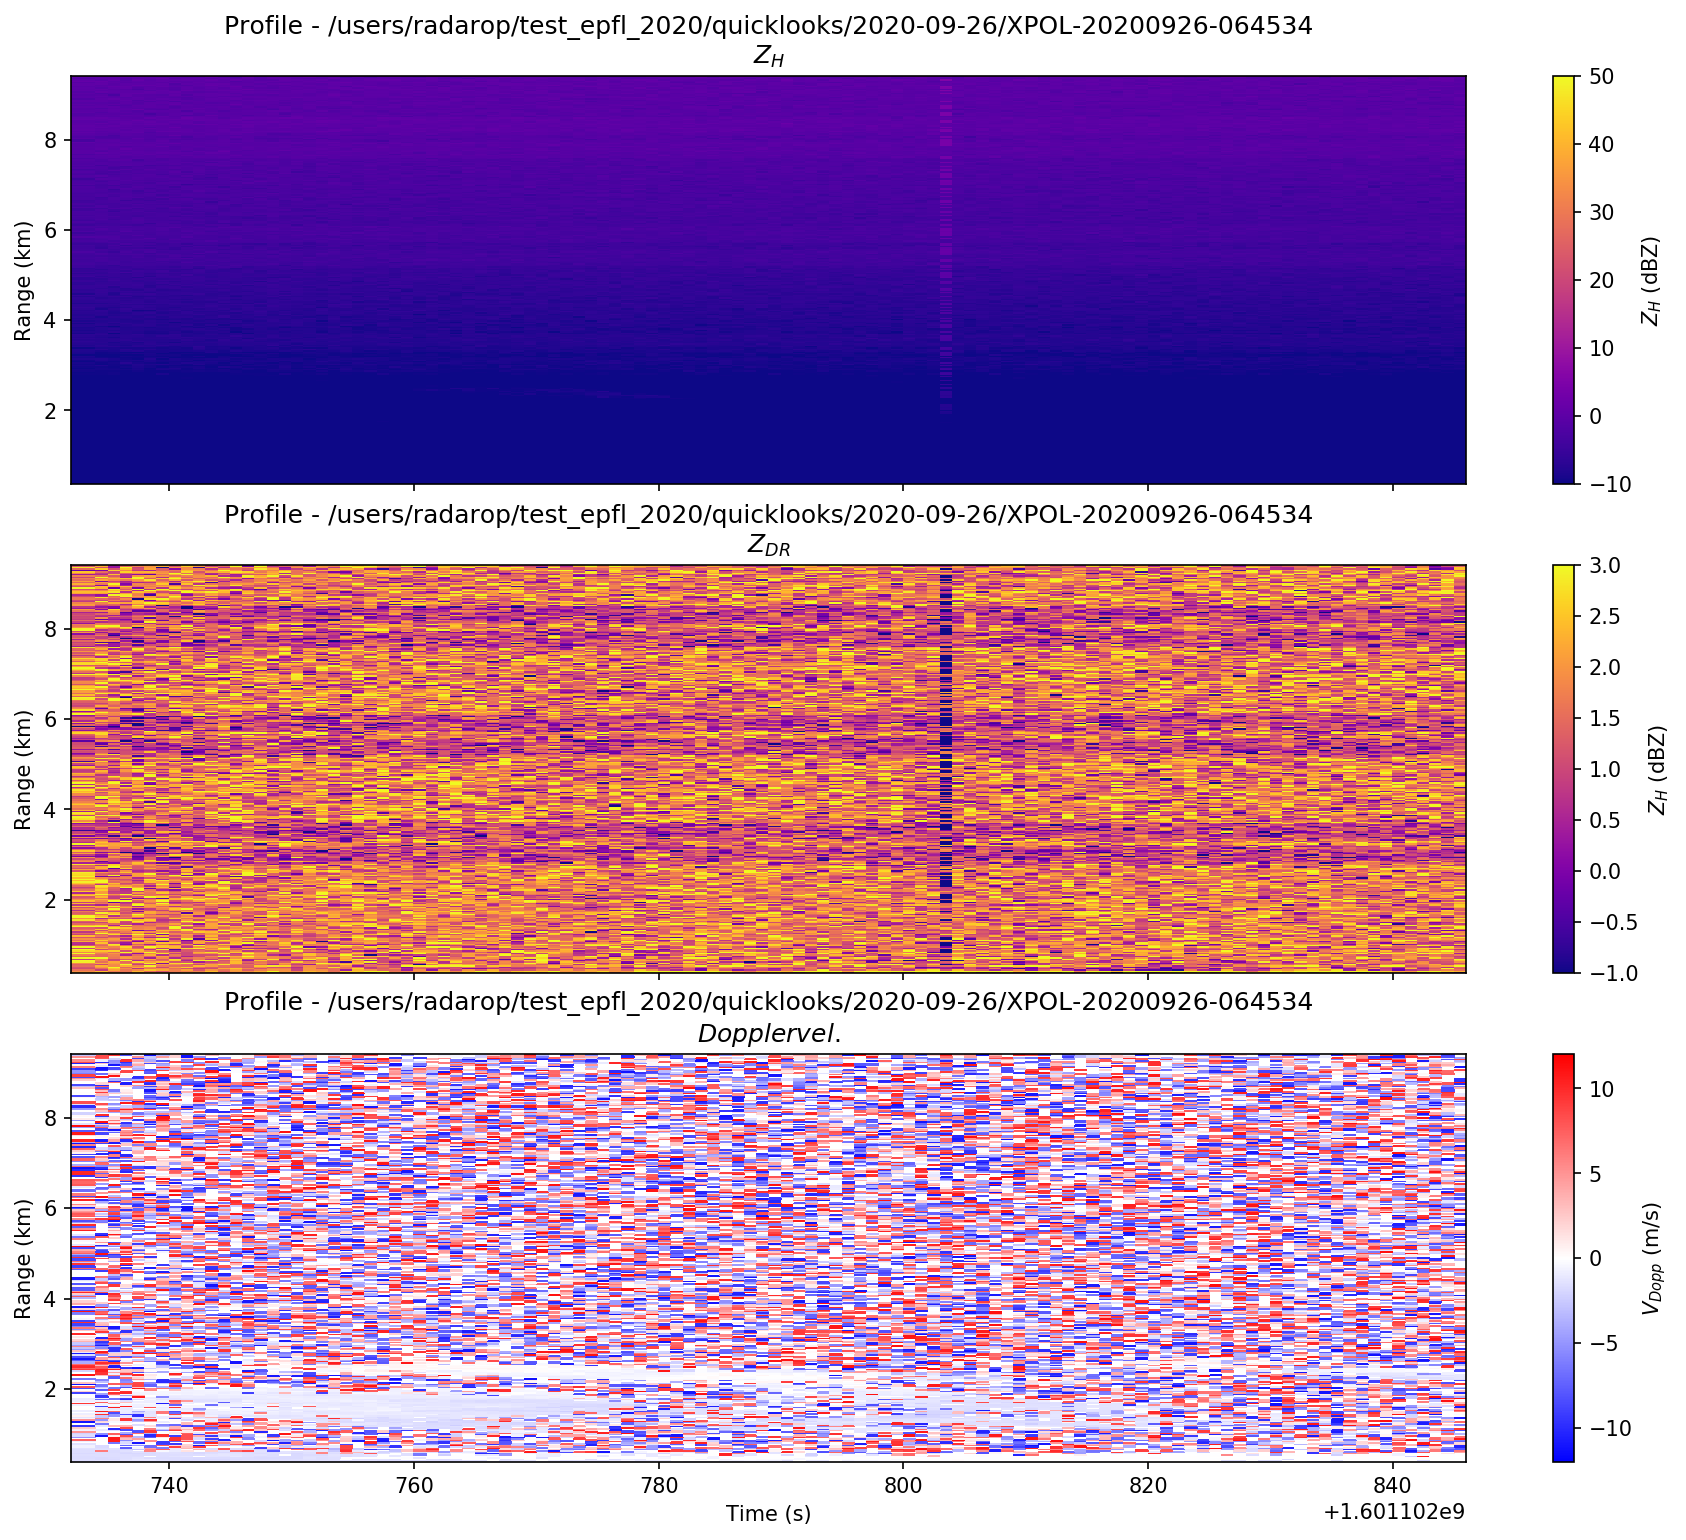 Profile - /users/radarop/test_epfl_2020/quicklooks/2020-09-26/XPOL-20200926-064534
Z_H
8
6
4
2
Range (km)
50
40
30
20
10
0
−10
Z_H (dBZ)
Profile - /users/radarop/test_epfl_2020/quicklooks/2020-09-26/XPOL-20200926-064534
Z_DR
8
6
4
2
Range (km)
3.0
2.5
2.0
1.5
1.0
0.5
0.0
−0.5
−1.0
Z_H (dBZ)
Profile - /users/radarop/test_epfl_2020/quicklooks/2020-09-26/XPOL-20200926-064534
Dopplervel.
8
6
4
2
Range (km)
10
5
0
−5
−10
V_Dopp (m/s)
740 760 780 800 820 840
Time (s)
+1.601102e9